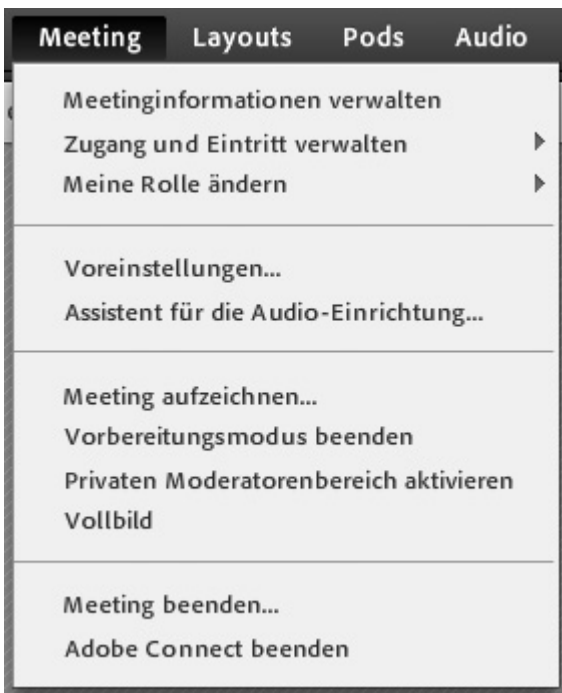 Meeting Layouts Pods Audio
Meetinginformationen verwalten
Zugang und Eintritt verwalten
Meine Rolle ändern
Voreinstellungen...
Assistent für die Audio-Einrichtung...
Meeting aufzeichnen...
Vorbereitungsmodus beenden
Privaten Moderatorenbereich aktivieren
Vollbild
Meeting beenden...
Adobe Connect beenden